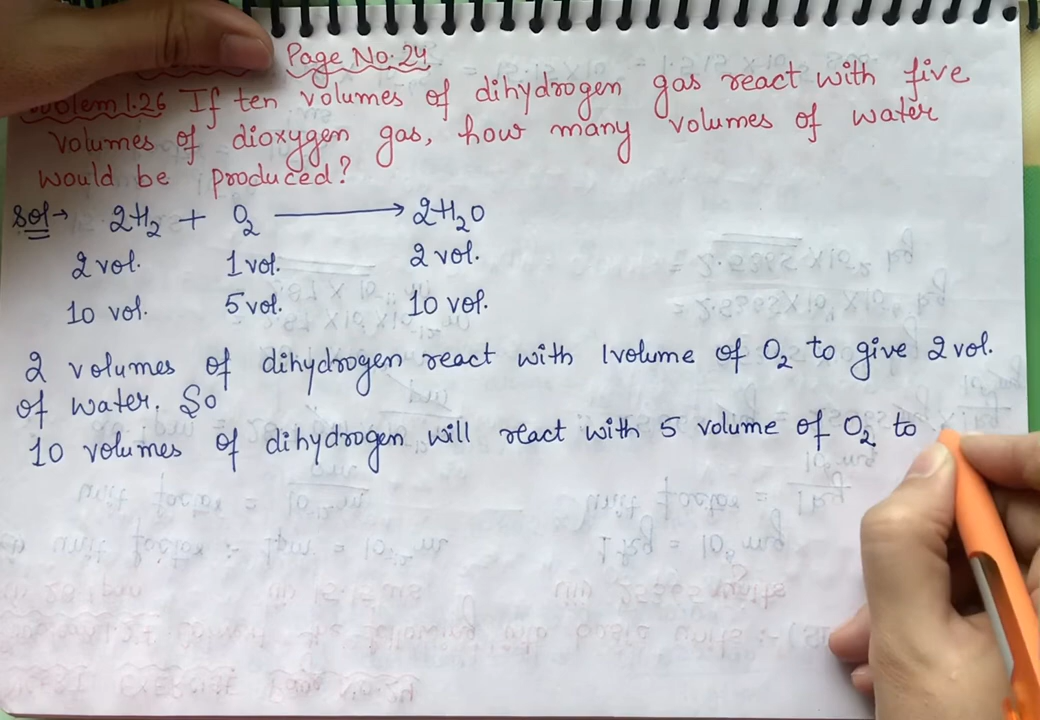 Page No. 24
Problem 1.26 If ten volumes of dihydrogen gas react with five
volumes of dioxygen gas, how many volumes of water
would be produced?
Sol→ 2H₂ + O₂ ⟶ 2H₂O
2 vol. 1 vol. 2 vol.
10 vol. 5 vol. 10 vol.
2 volumes of dihydrogen react with 1 volume of O₂ to give 2 vol.
of water. So
10 volumes of dihydrogen will react with 5 volume of O₂ to